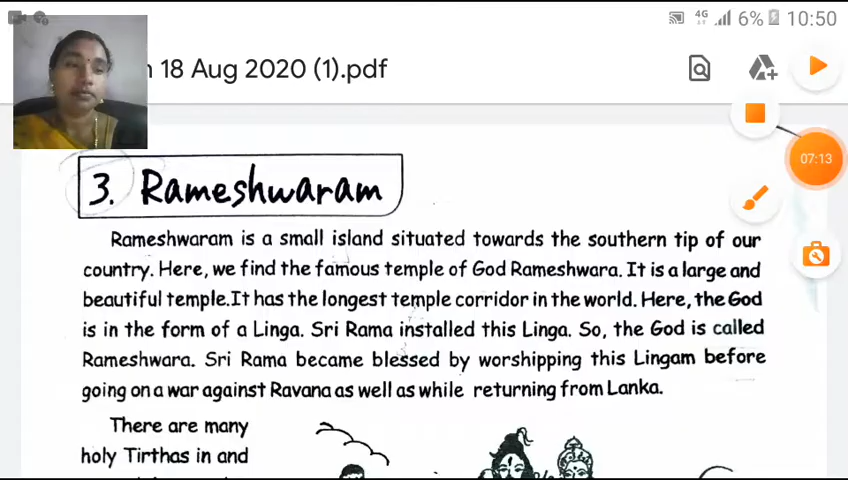 4G 6% 10:50
18 Aug 2020 (1).pdf
07:13
3. Rameshwaram
Rameshwaram is a small island situated towards the southern tip of our
country. Here, we find the famous temple of God Rameshwara. It is a large and
beautiful temple.It has the longest temple corridor in the world. Here, the God
is in the form of a Linga. Sri Rama installed this Linga. So, the God is called
Rameshwara. Sri Rama became blessed by worshipping this Lingam before
going on a war against Ravana as well as while returning from Lanka.
There are many
holy Tirthas in and